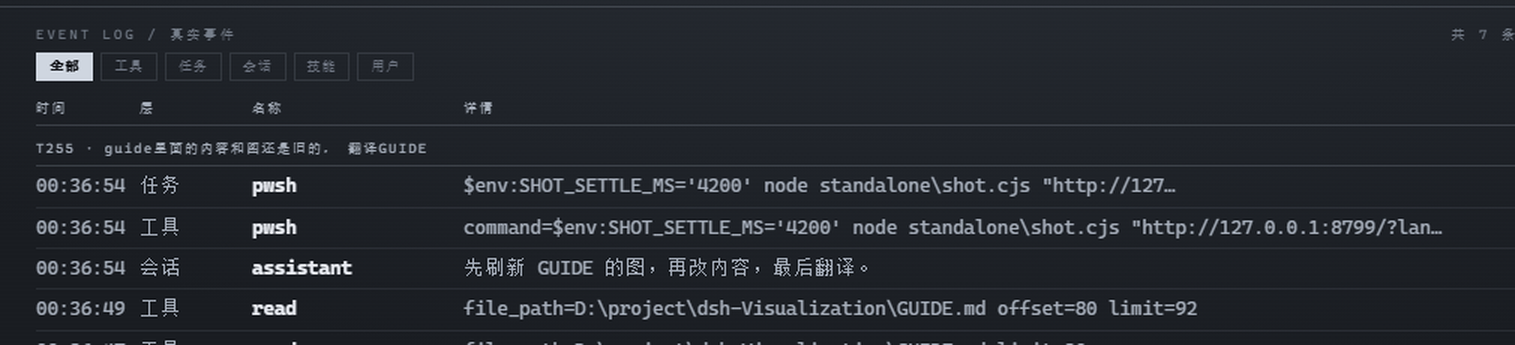 EVENT LOG / 真实事件 共 7 条
全部 工具 任务 会话 技能 用户
时间 层 名称 详情
T255 · guide里面的内容和图还是旧的. 翻译GUIDE
00:36:54 任务 pwsh $env:SHOT_SETTLE_MS='4200' node standalone\shot.cjs "http://127…
00:36:54 工具 pwsh command=$env:SHOT_SETTLE_MS='4200' node standalone\shot.cjs "http://127.0.0.1:8799/?lan…
00:36:54 会话 assistant 先刷新 GUIDE 的图，再改内容，最后翻译。
00:36:49 工具 read file_path=D:\project\dsh-Visualization\GUIDE.md offset=80 limit=92